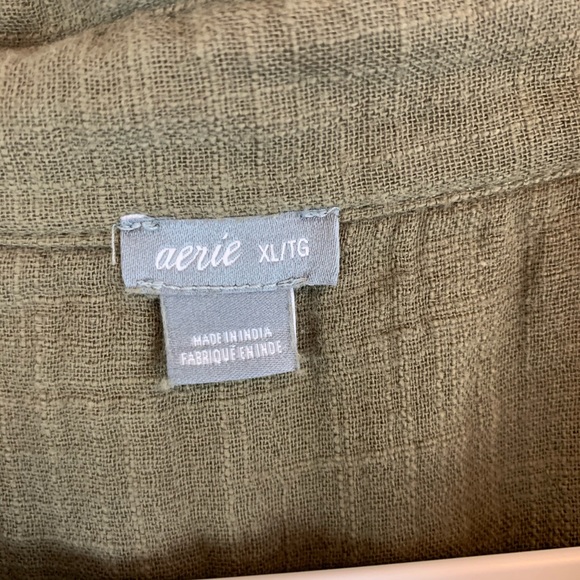 aerie XL/TG
MADE IN INDIA
FABRIQUÉ EN INDE